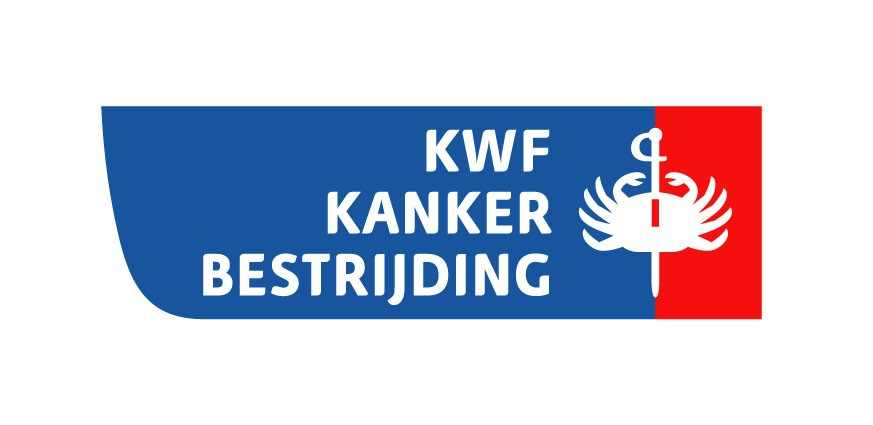 KWF
KANKER
BESTRIJDING